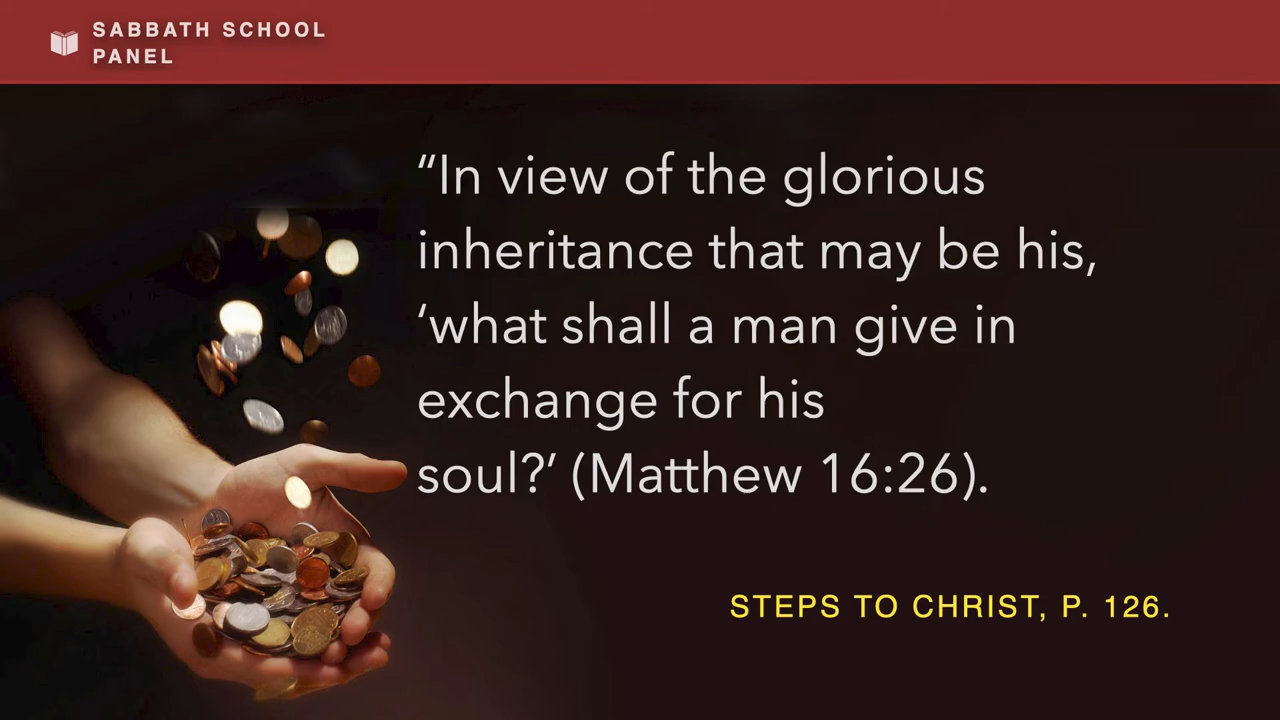 SABBATH SCHOOL
PANEL
“In view of the glorious
inheritance that may be his,
‘what shall a man give in
exchange for his
soul?’ (Matthew 16:26).
STEPS TO CHRIST, P. 126.